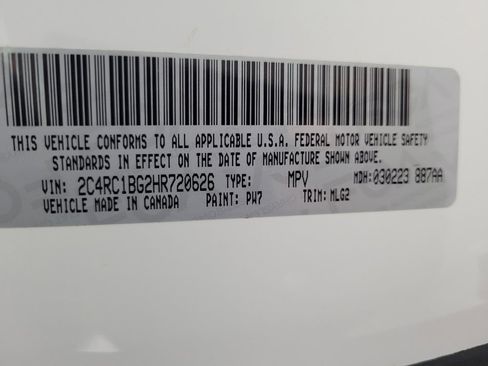 THIS VEHICLE CONFORMS TO ALL APPLICABLE U.S.A. FEDERAL MOTOR VEHICLE SAFETY
STANDARDS IN EFFECT ON THE DATE OF MANUFACTURE SHOWN ABOVE.
VIN: 2C4RC1BG2HR720626 TYPE: MPV MDH:030223 887AA
VEHICLE MADE IN CANADA PAINT: PW7 TRIM: MLG2